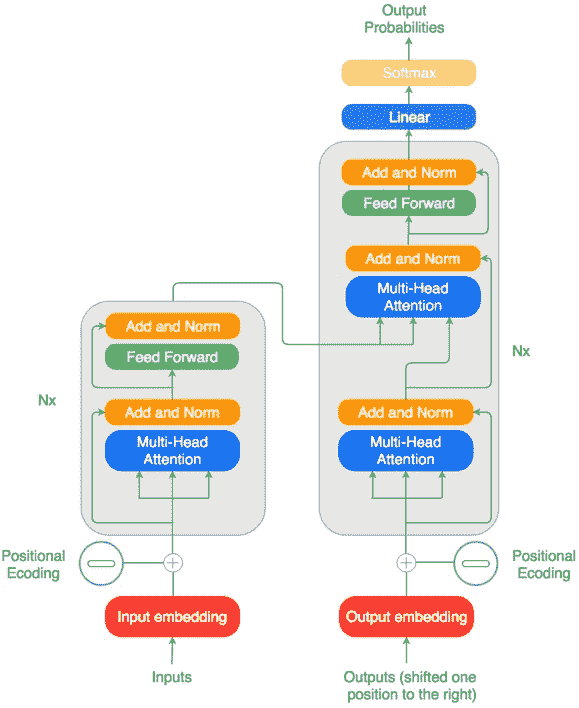 Output
Probabilities
Softmax
Linear
Add and Norm
Feed Forward
Add and Norm
Multi-Head
Attention
Nx
Add and Norm
Multi-Head
Attention
Positional
Ecoding
Output embedding
Outputs (shifted one
position to the right)
Add and Norm
Feed Forward
Nx
Add and Norm
Multi-Head
Attention
Positional
Ecoding
Input embedding
Inputs